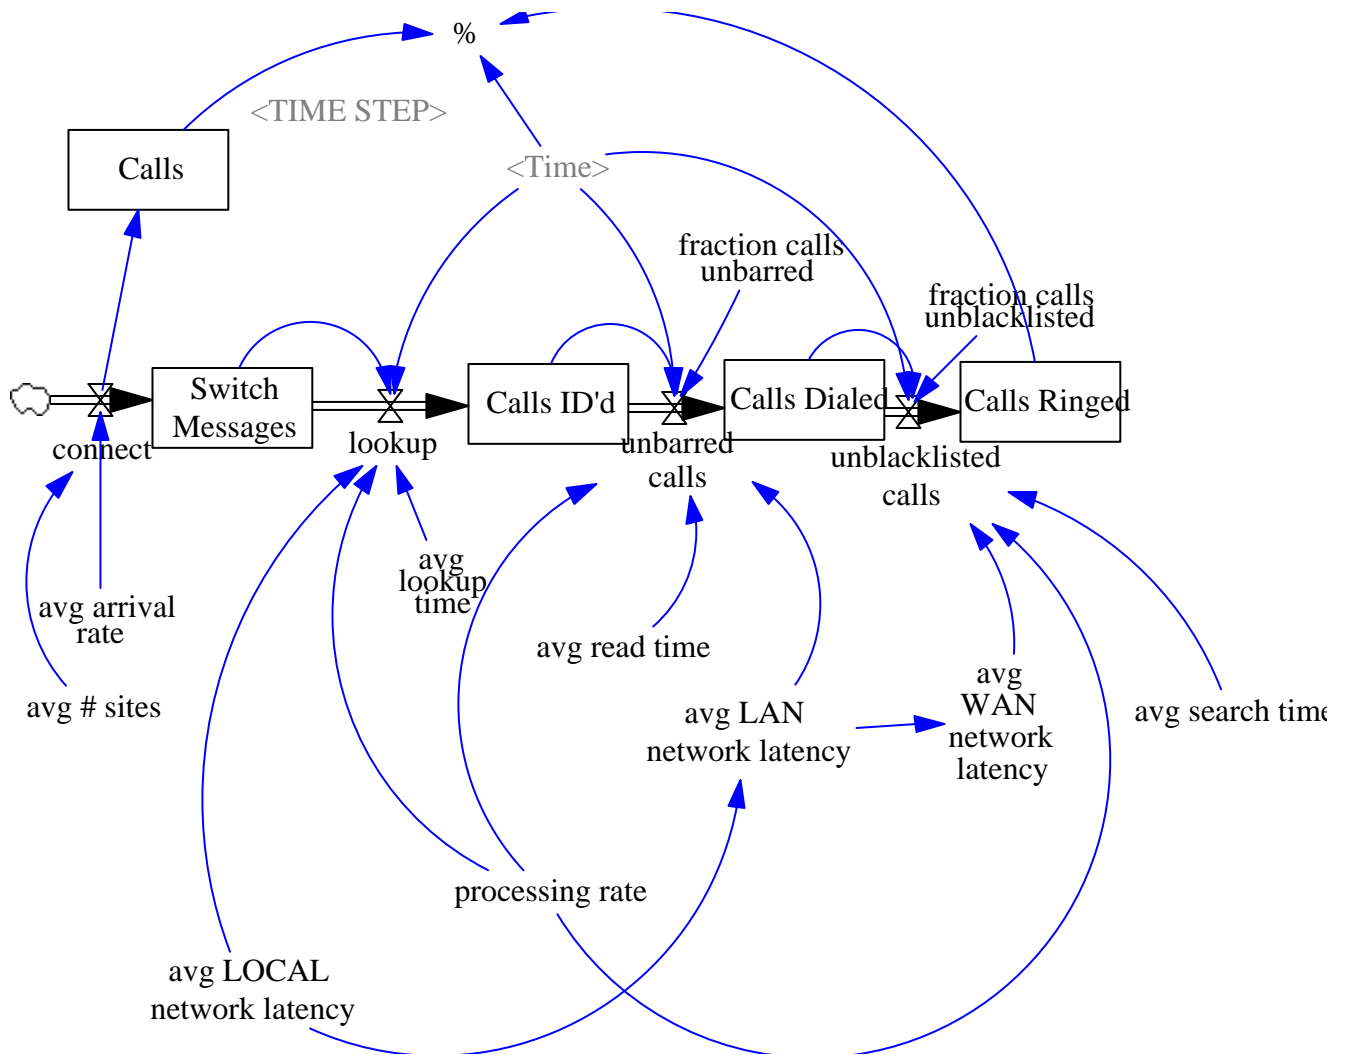 %
<TIME STEP>
Calls
<Time>
fraction calls
unbarred
fraction calls
unblacklisted
Switch
Messages
Calls ID'd
Calls Dialed
Calls Ringed
connect
lookup
unbarred
calls
unblacklisted
calls
avg
lookup
time
avg arrival
rate
avg read time
avg # sites
avg LAN
network latency
avg
WAN
network
latency
avg search time
processing rate
avg LOCAL
network latency